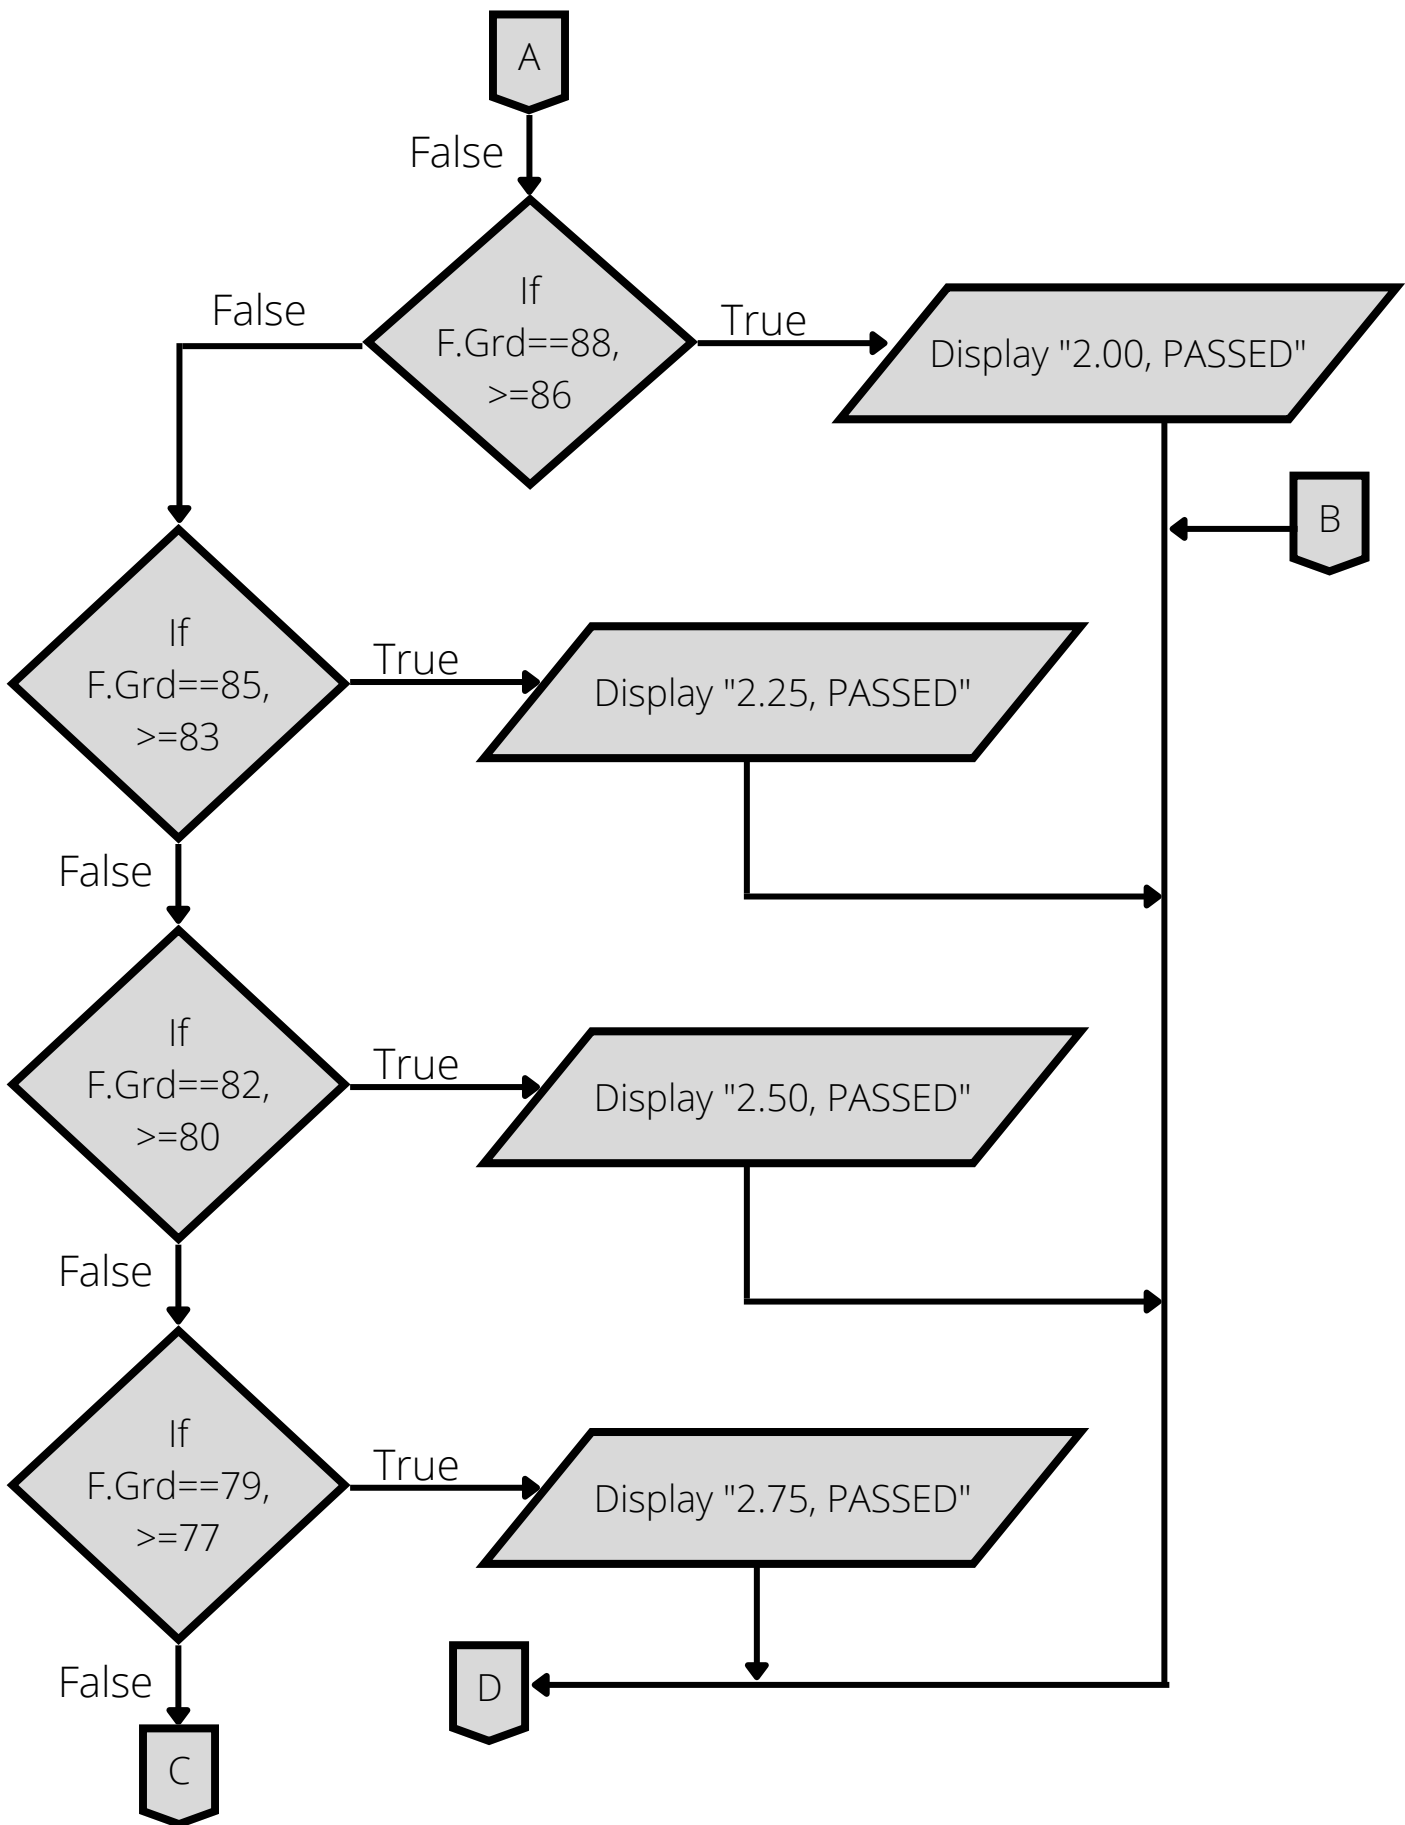 A
False
If
F.Grd==88,
>=86
False
True
Display "2.00, PASSED"
B
If
F.Grd==85,
>=83
True
Display "2.25, PASSED"
False
If
F.Grd==82,
>=80
True
Display "2.50, PASSED"
False
If
F.Grd==79,
>=77
True
Display "2.75, PASSED"
False
D
C